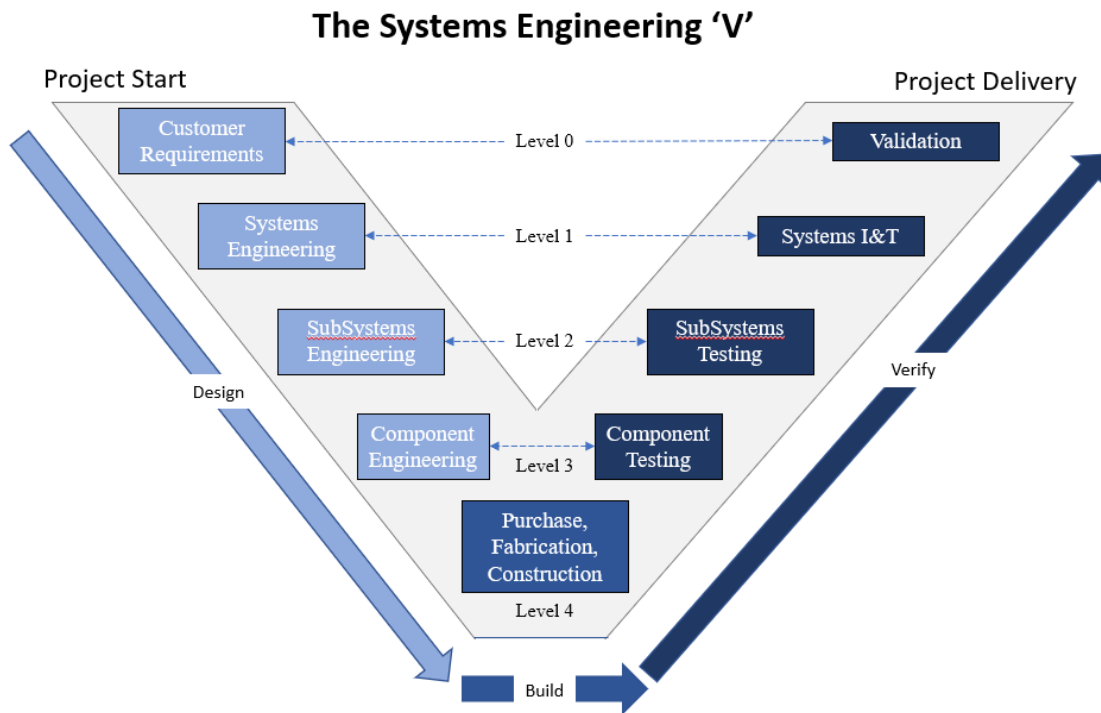 The Systems Engineering ‘V’
Project Start
Project Delivery
Customer
Requirements
Level 0
Validation
Systems
Engineering
Level 1
Systems I&T
SubSystems
Engineering
Level 2
SubSystems
Testing
Design
Verify
Component
Engineering
Level 3
Component
Testing
Purchase,
Fabrication,
Construction
Level 4
Build